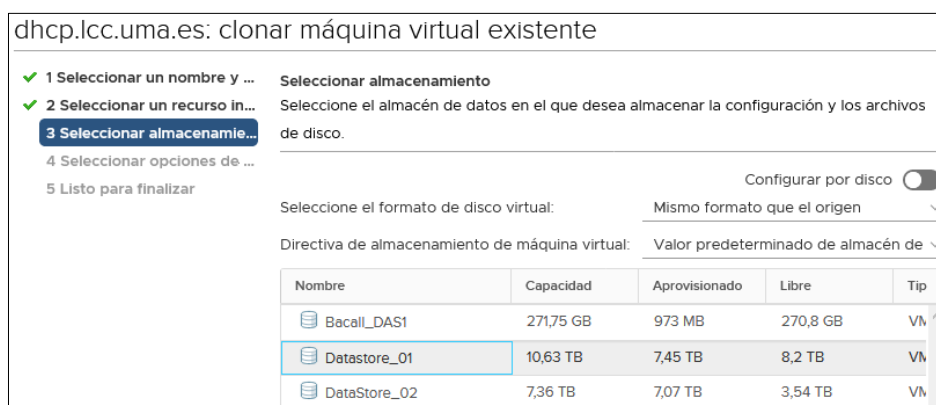 dhcp.lcc.uma.es: clonar máquina virtual existente
1 Seleccionar un nombre y ...
2 Seleccionar un recurso in...
3 Seleccionar almacenamie...
4 Seleccionar opciones de ...
5 Listo para finalizar
Seleccionar almacenamiento
Seleccione el almacén de datos en el que desea almacenar la configuración y los archivos
de disco.
Configurar por disco
Seleccione el formato de disco virtual: Mismo formato que el origen
Directiva de almacenamiento de máquina virtual: Valor predeterminado de almacén de
Nombre Capacidad Aprovisionado Libre Tip
Bacall_DAS1 271,75 GB 973 MB 270,8 GB VM
Datastore_01 10,63 TB 7,45 TB 8,2 TB VM
DataStore_02 7,36 TB 7,07 TB 3,54 TB VM